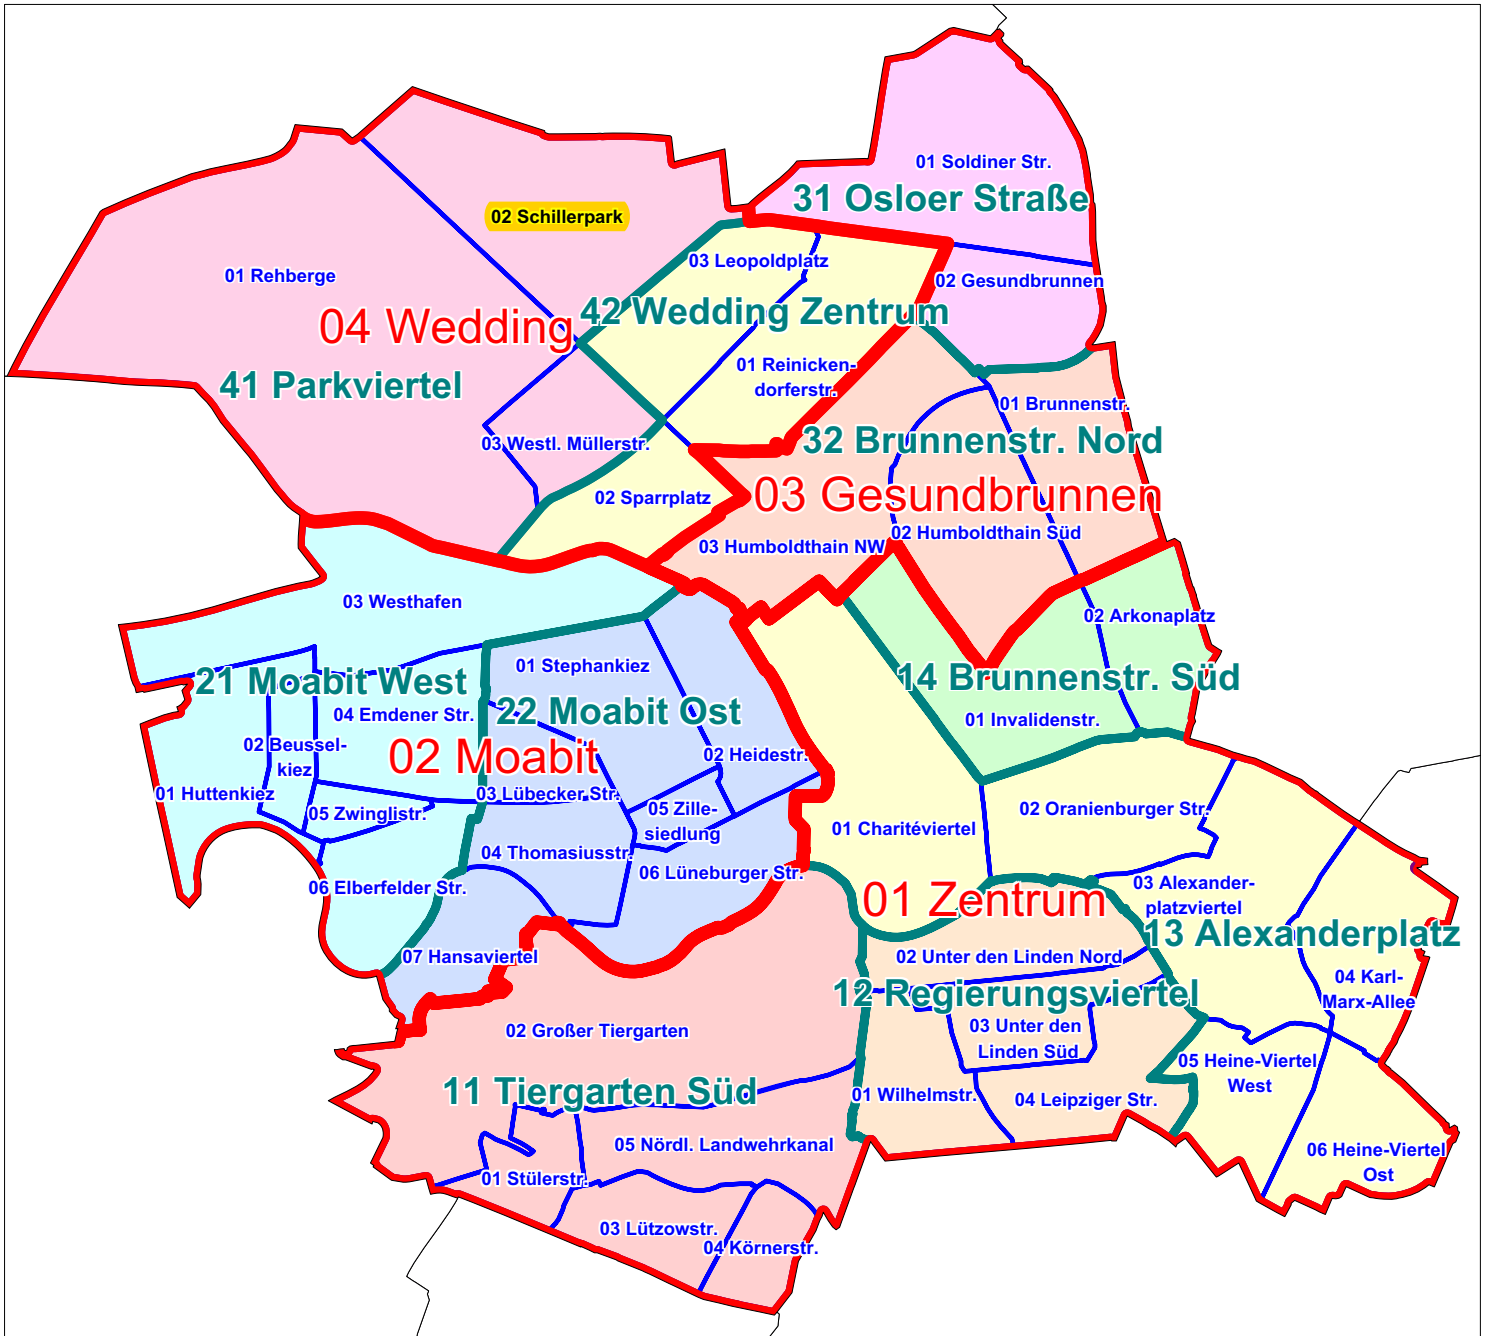 01 Soldiner Str.
31 Osloer Straße
02 Schillerpark
03 Leopoldplatz
01 Rehberge
02 Gesundbrunnen
42 Wedding Zentrum
04 Wedding
01 Reinicken-
dorferstr.
41 Parkviertel
01 Brunnenstr.
03 Westl. Müllerstr.
32 Brunnenstr. Nord
02 Sparrplatz
03 Gesundbrunnen
02 Humboldthain Süd
03 Humboldthain NW
03 Westhafen
02 Arkonaplatz
01 Stephankiez
21 Moabit West
14 Brunnenstr. Süd
04 Emdener Str.
22 Moabit Ost
01 Invalidenstr.
02 Beussel-
kiez
02 Moabit
02 Heidestr.
01 Huttenkiez
03 Lübecker Str.
05 Zwinglistr.
05 Zille-
siedlung
02 Oranienburger Str.
01 Charitéviertel
04 Thomasiusstr.
06 Lüneburger Str.
06 Elberfelder Str.
03 Alexander-
platzviertel
01 Zentrum
13 Alexanderplatz
07 Hansaviertel
02 Unter den Linden Nord
04 Karl-
Marx-Allee
12 Regierungsviertel
02 Großer Tiergarten
03 Unter den
Linden Süd
05 Heine-Viertel
West
11 Tiergarten Süd
01 Wilhelmstr.
04 Leipziger Str.
05 Nördl. Landwehrkanal
06 Heine-Viertel
Ost
01 Stülerstr.
03 Lützowstr.
04 Körnerstr.